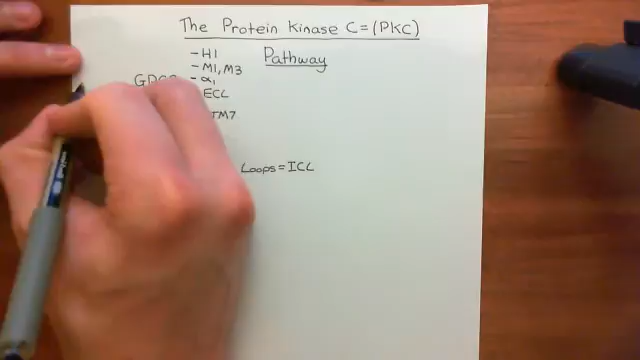 The Protein Kinase C=(PKC)
Pathway
- H1
- M1, M3
- α1
ECL
TM7
Loops = ICL